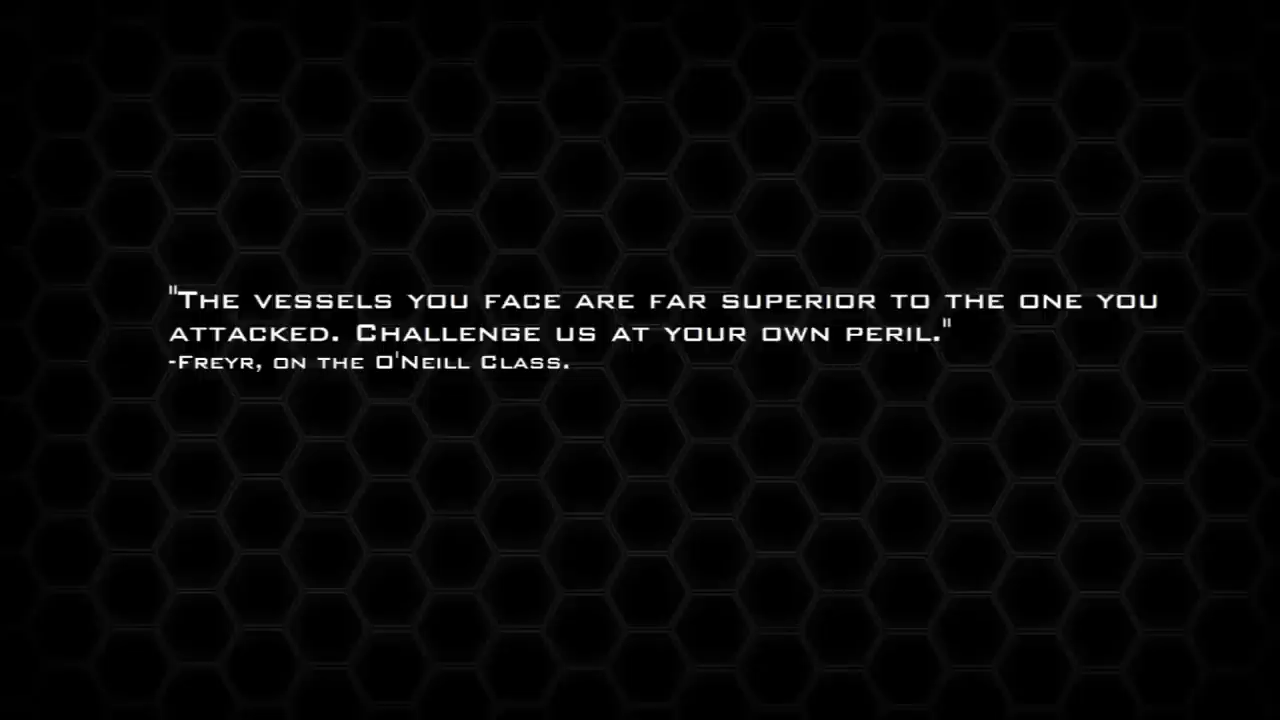 "The vessels you face are far superior to the one you
attacked. Challenge us at your own peril."
-Freyr, on the O'Neill Class.